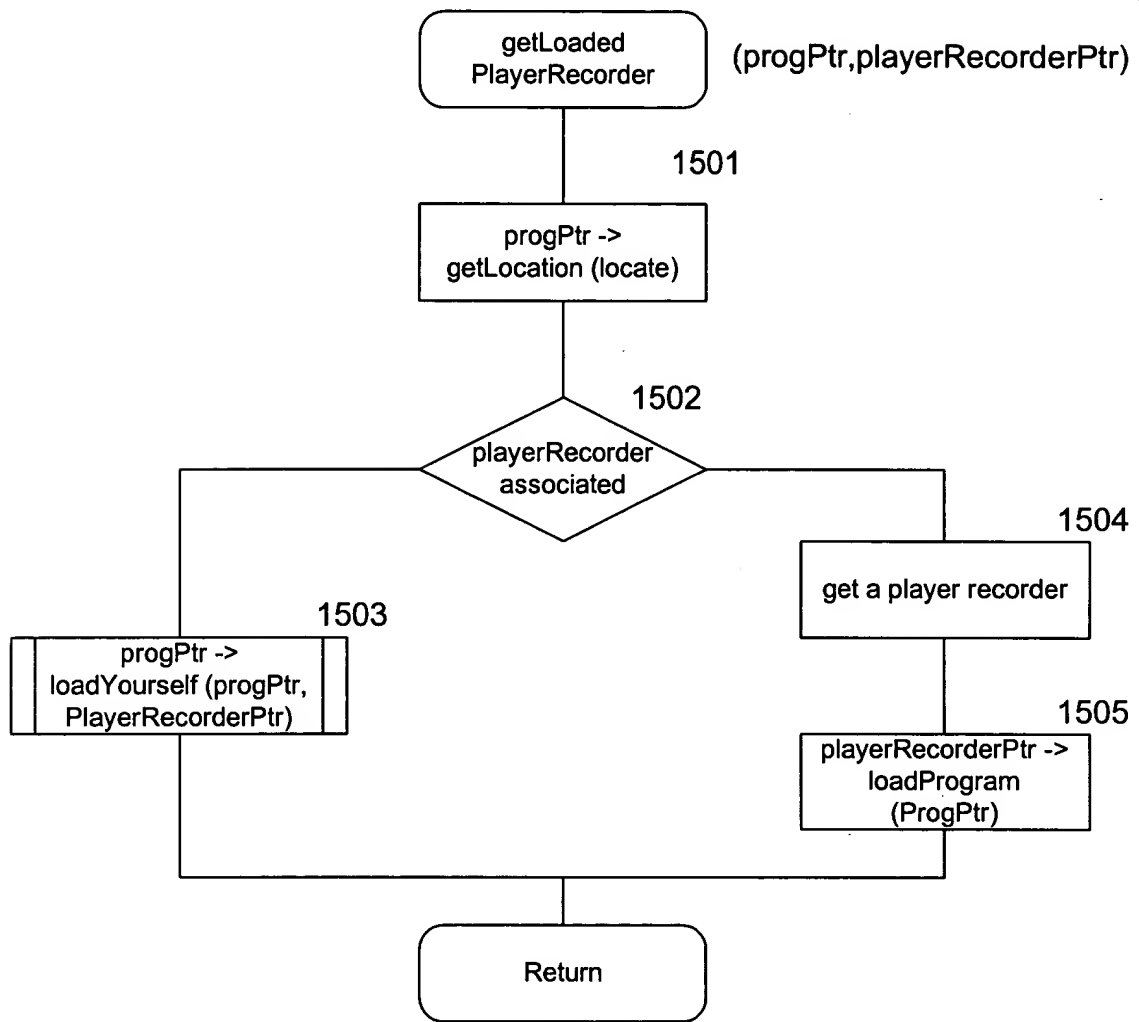 getLoaded
PlayerRecorder
(progPtr,playerRecorderPtr)
1501
progPtr ->
getLocation (locate)
1502
playerRecorder
associated
1504
get a player recorder
1503
progPtr ->
loadYourself (progPtr,
PlayerRecorderPtr)
1505
playerRecorderPtr ->
loadProgram
(ProgPtr)
Return